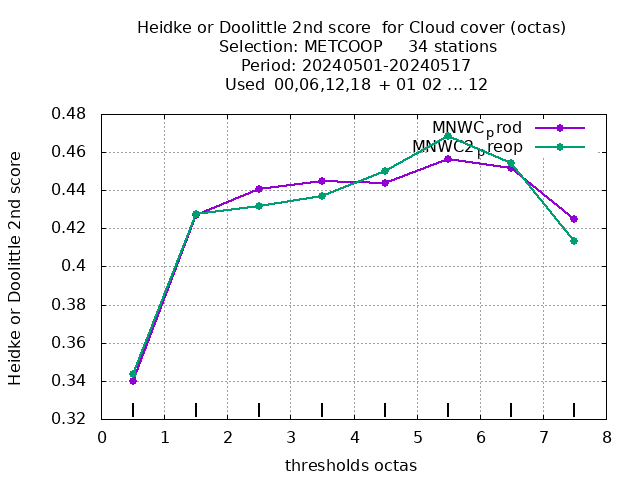 Heidke or Doolittle 2nd score  for Cloud cover (octas)
Selection: METCOOP     34 stations
Period: 20240501-20240517
Used  00,06,12,18  + 01 02 ... 12
MNWC_prod
MNWC2_preop
Heidke or Doolittle 2nd score
0.48
0.46
0.44
0.42
0.4
0.38
0.36
0.34
0.32
0 1 2 3 4 5 6 7 8
thresholds octas